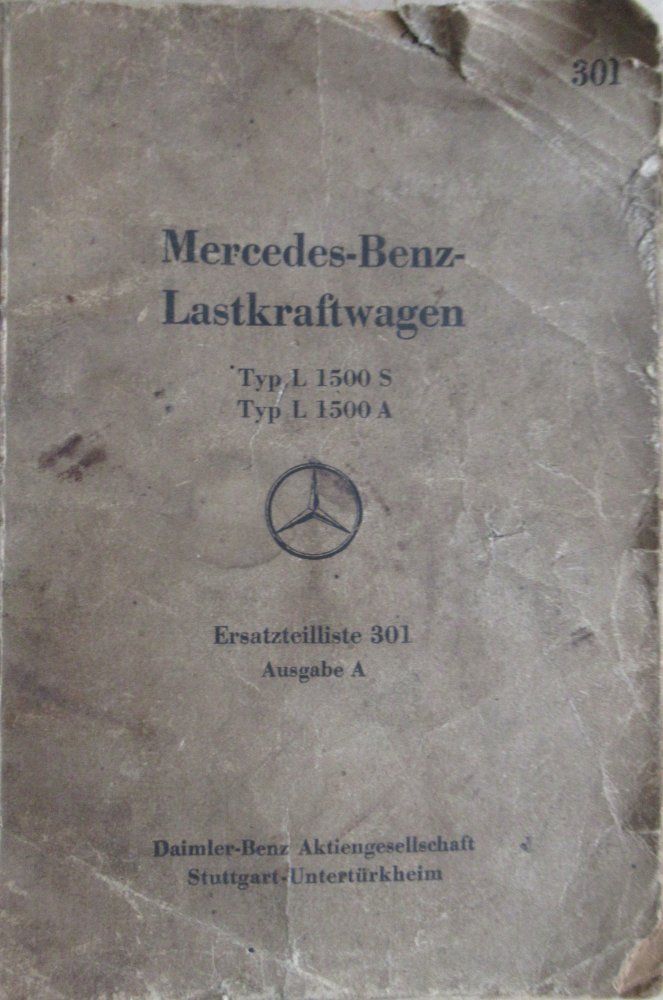 301
Mercedes-Benz-
Lastkraftwagen
Typ L 1500 S
Typ L 1500 A
Ersatzteilliste 301
Ausgabe A
Daimler-Benz Aktiengesellschaft
Stuttgart-Untertürkheim